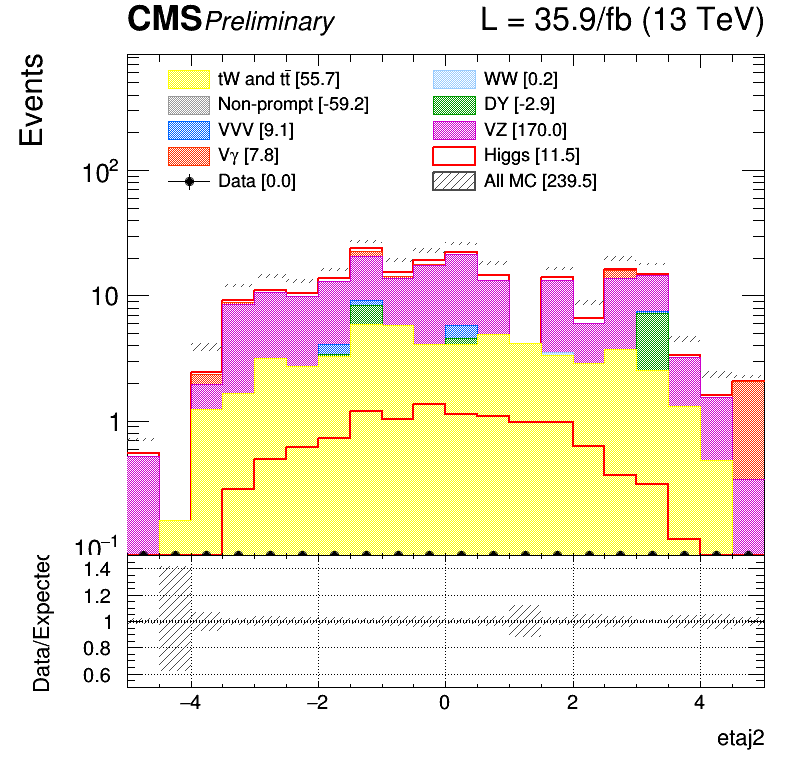 CMS Preliminary L = 35.9/fb (13 TeV)
Events
tW and tt̄ [55.7] WW [0.2]
Non-prompt [-59.2] DY [-2.9]
VVV [9.1] VZ [170.0]
Vγ [7.8] Higgs [11.5]
Data [0.0] All MC [239.5]
10²
10
1
10⁻¹
Data/Expected
1.4
1.2
1
0.8
0.6
−4 −2 0 2 4
etaj2